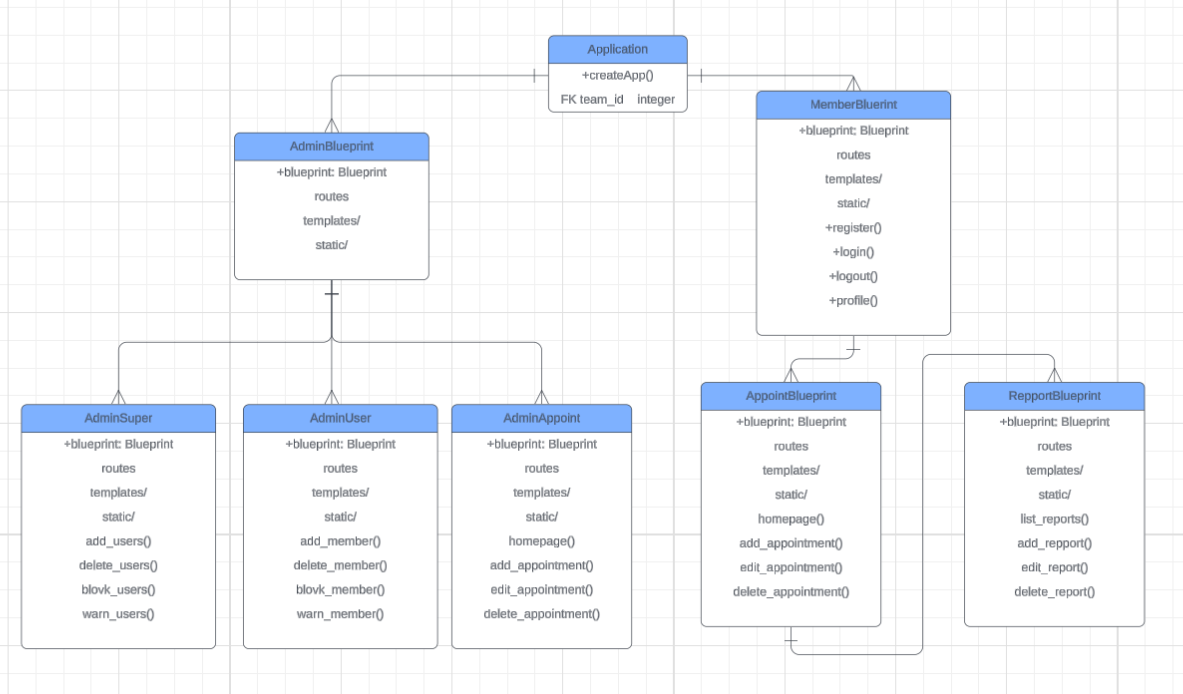 Application
+createApp()
FK team_id integer
AdminBlueprint
+blueprint: Blueprint
routes
templates/
static/
MemberBluerint
+blueprint; Blueprint
routes
templates/
static/
+register()
+login()
+logout()
+profile()
AdminSuper
+blueprint: Blueprint
routes
templates/
static/
add_users()
delete_users()
blovk_users()
warn_users()
AdminUser
+blueprint: Blueprint
routes
templates/
static/
add_member()
delete_member()
blovk_member()
warn_member()
AdminAppoint
+blueprint: Blueprint
routes
templates/
static/
homepage()
add_appointment()
edit_appointment()
delete_appointment()
AppointBlueprint
+blueprint: Blueprint
routes
templates/
static/
homepage()
add_appointment()
edit_appointment()
delete_appointment()
RepportBlueprint
+blueprint: Blueprint
routes
templates/
static/
list_reports()
add_repport()
edit_report()
delete_report()